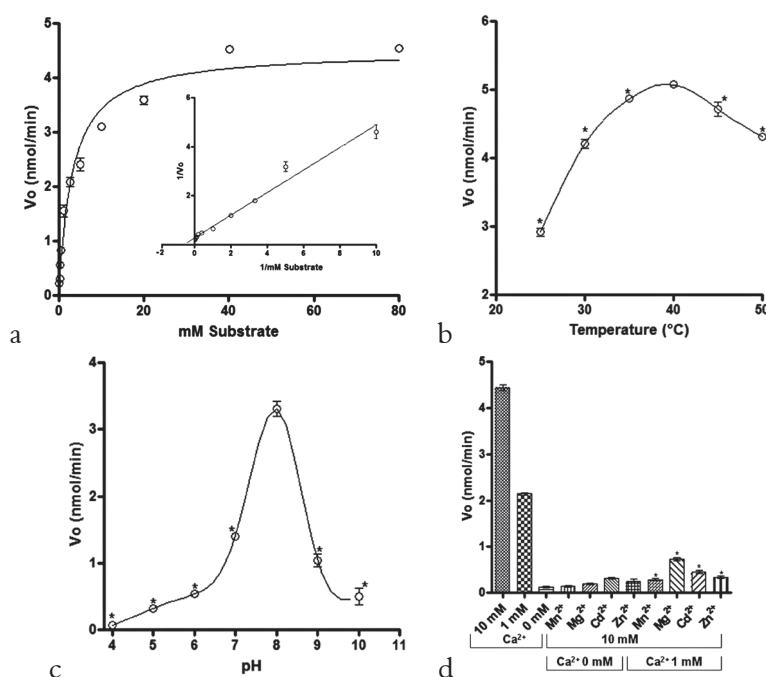 5
4
3
2
1
0
0
20
40
60
80
Vo (nmol/min)
mM Substrate
6
4
2
-2
0
2
4
6
8
10
1/Vo
1/mM Substrate
a
6
5
4
3
2
20
30
40
50
Vo (nmol/min)
Temperature (°C)
* * * * *
b
4
3
2
1
0
4
5
6
7
8
9
10
11
Vo (nmol/min)
pH
* * * * * *
c
5
4
3
2
1
0
Vo (nmol/min)
* * * *
10 mM
1 mM
0 mM
Mn²⁺
Mg²⁺
Cd²⁺
Zn²⁺
Mn²⁺
Mg²⁺
Cd²⁺
Zn²⁺
Ca²⁺
10 mM
Ca²⁺ 0 mM
Ca²⁺ 1 mM
d